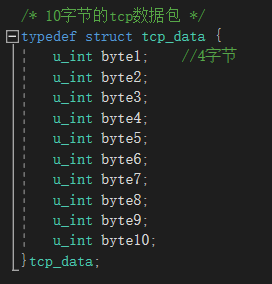 /* 10字节的tcp数据包 */
typedef struct tcp_data {
u_int byte1; //4字节
u_int byte2;
u_int byte3;
u_int byte4;
u_int byte5;
u_int byte6;
u_int byte7;
u_int byte8;
u_int byte9;
u_int byte10;
}tcp_data;